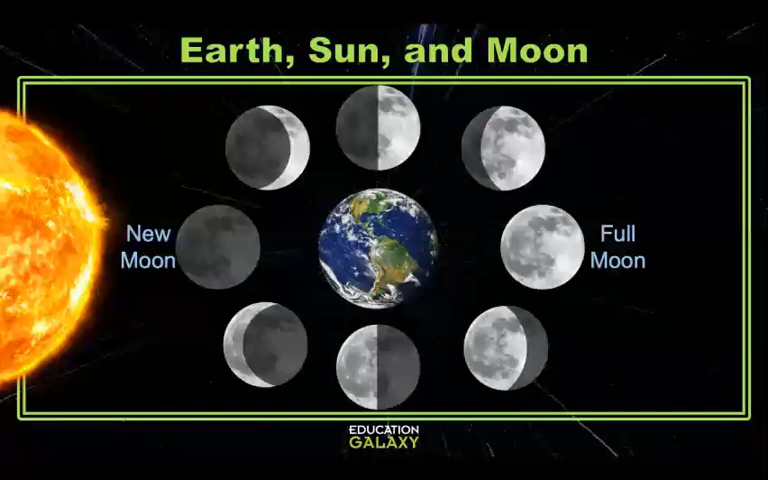 Earth, Sun, and Moon
New
Moon
Full
Moon
EDUCATION
GALAXY